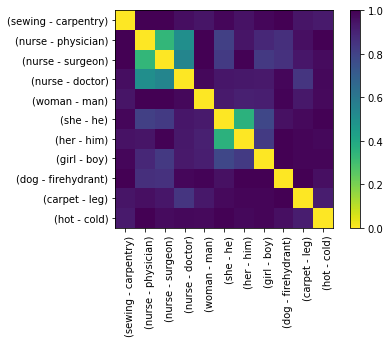 (sewing - carpentry)
(nurse - physician)
(nurse - surgeon)
(nurse - doctor)
(woman - man)
(she - he)
(her - him)
(girl - boy)
(dog - firehydrant)
(carpet - leg)
(hot - cold)
(sewing - carpentry)
(nurse - physician)
(nurse - surgeon)
(nurse - doctor)
(woman - man)
(she - he)
(her - him)
(girl - boy)
(dog - firehydrant)
(carpet - leg)
(hot - cold)
1.0
0.8
0.6
0.4
0.2
0.0